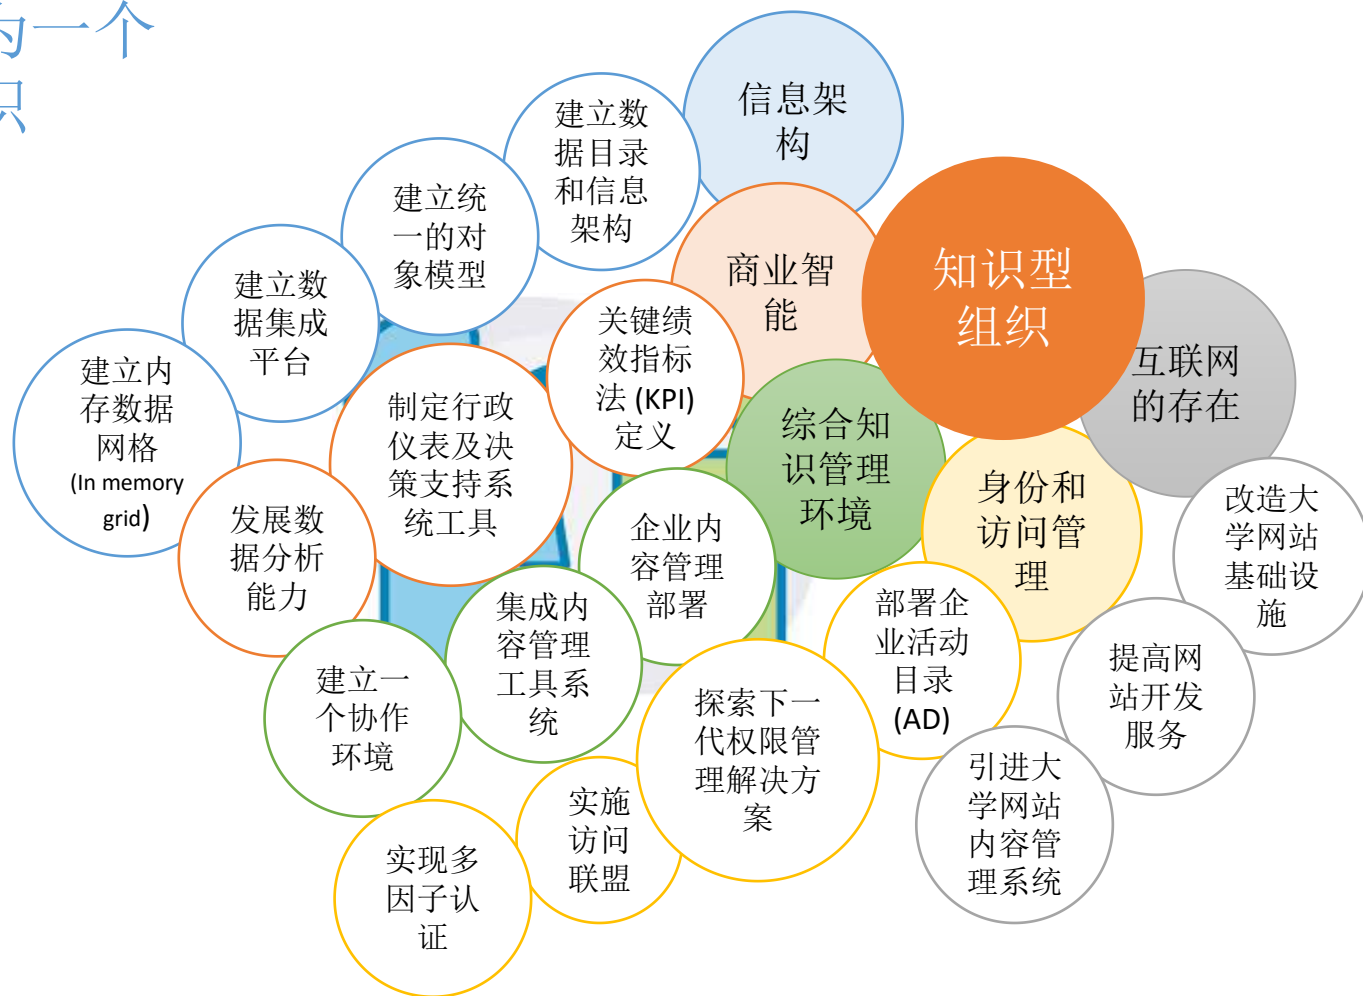 为一个
织
信息架
构
建立数
据目录
和信息
架构
建立统
一的对
象模型
建立数
据集成
平台
建立内
存数据
网格
(In memory
grid)
商业智
能
关键绩
效指标
法 (KPI)
定义
制定行政
仪表及决
策支持系
统工具
发展数
据分析
能力
知识型
组织
综合知
识管理
环境
企业内
容管理
部署
集成内
容管理
工具系
统
建立一
个协作
环境
身份和
访问管
理
部署企
业活动
目录
(AD)
探索下一
代权限管
理解决方
案
实施
访问
联盟
实现多
因子认
证
互联网
的存在
改造大
学网站
基础设
施
提高网
站开发
服务
引进大
学网站
内容管
理系统